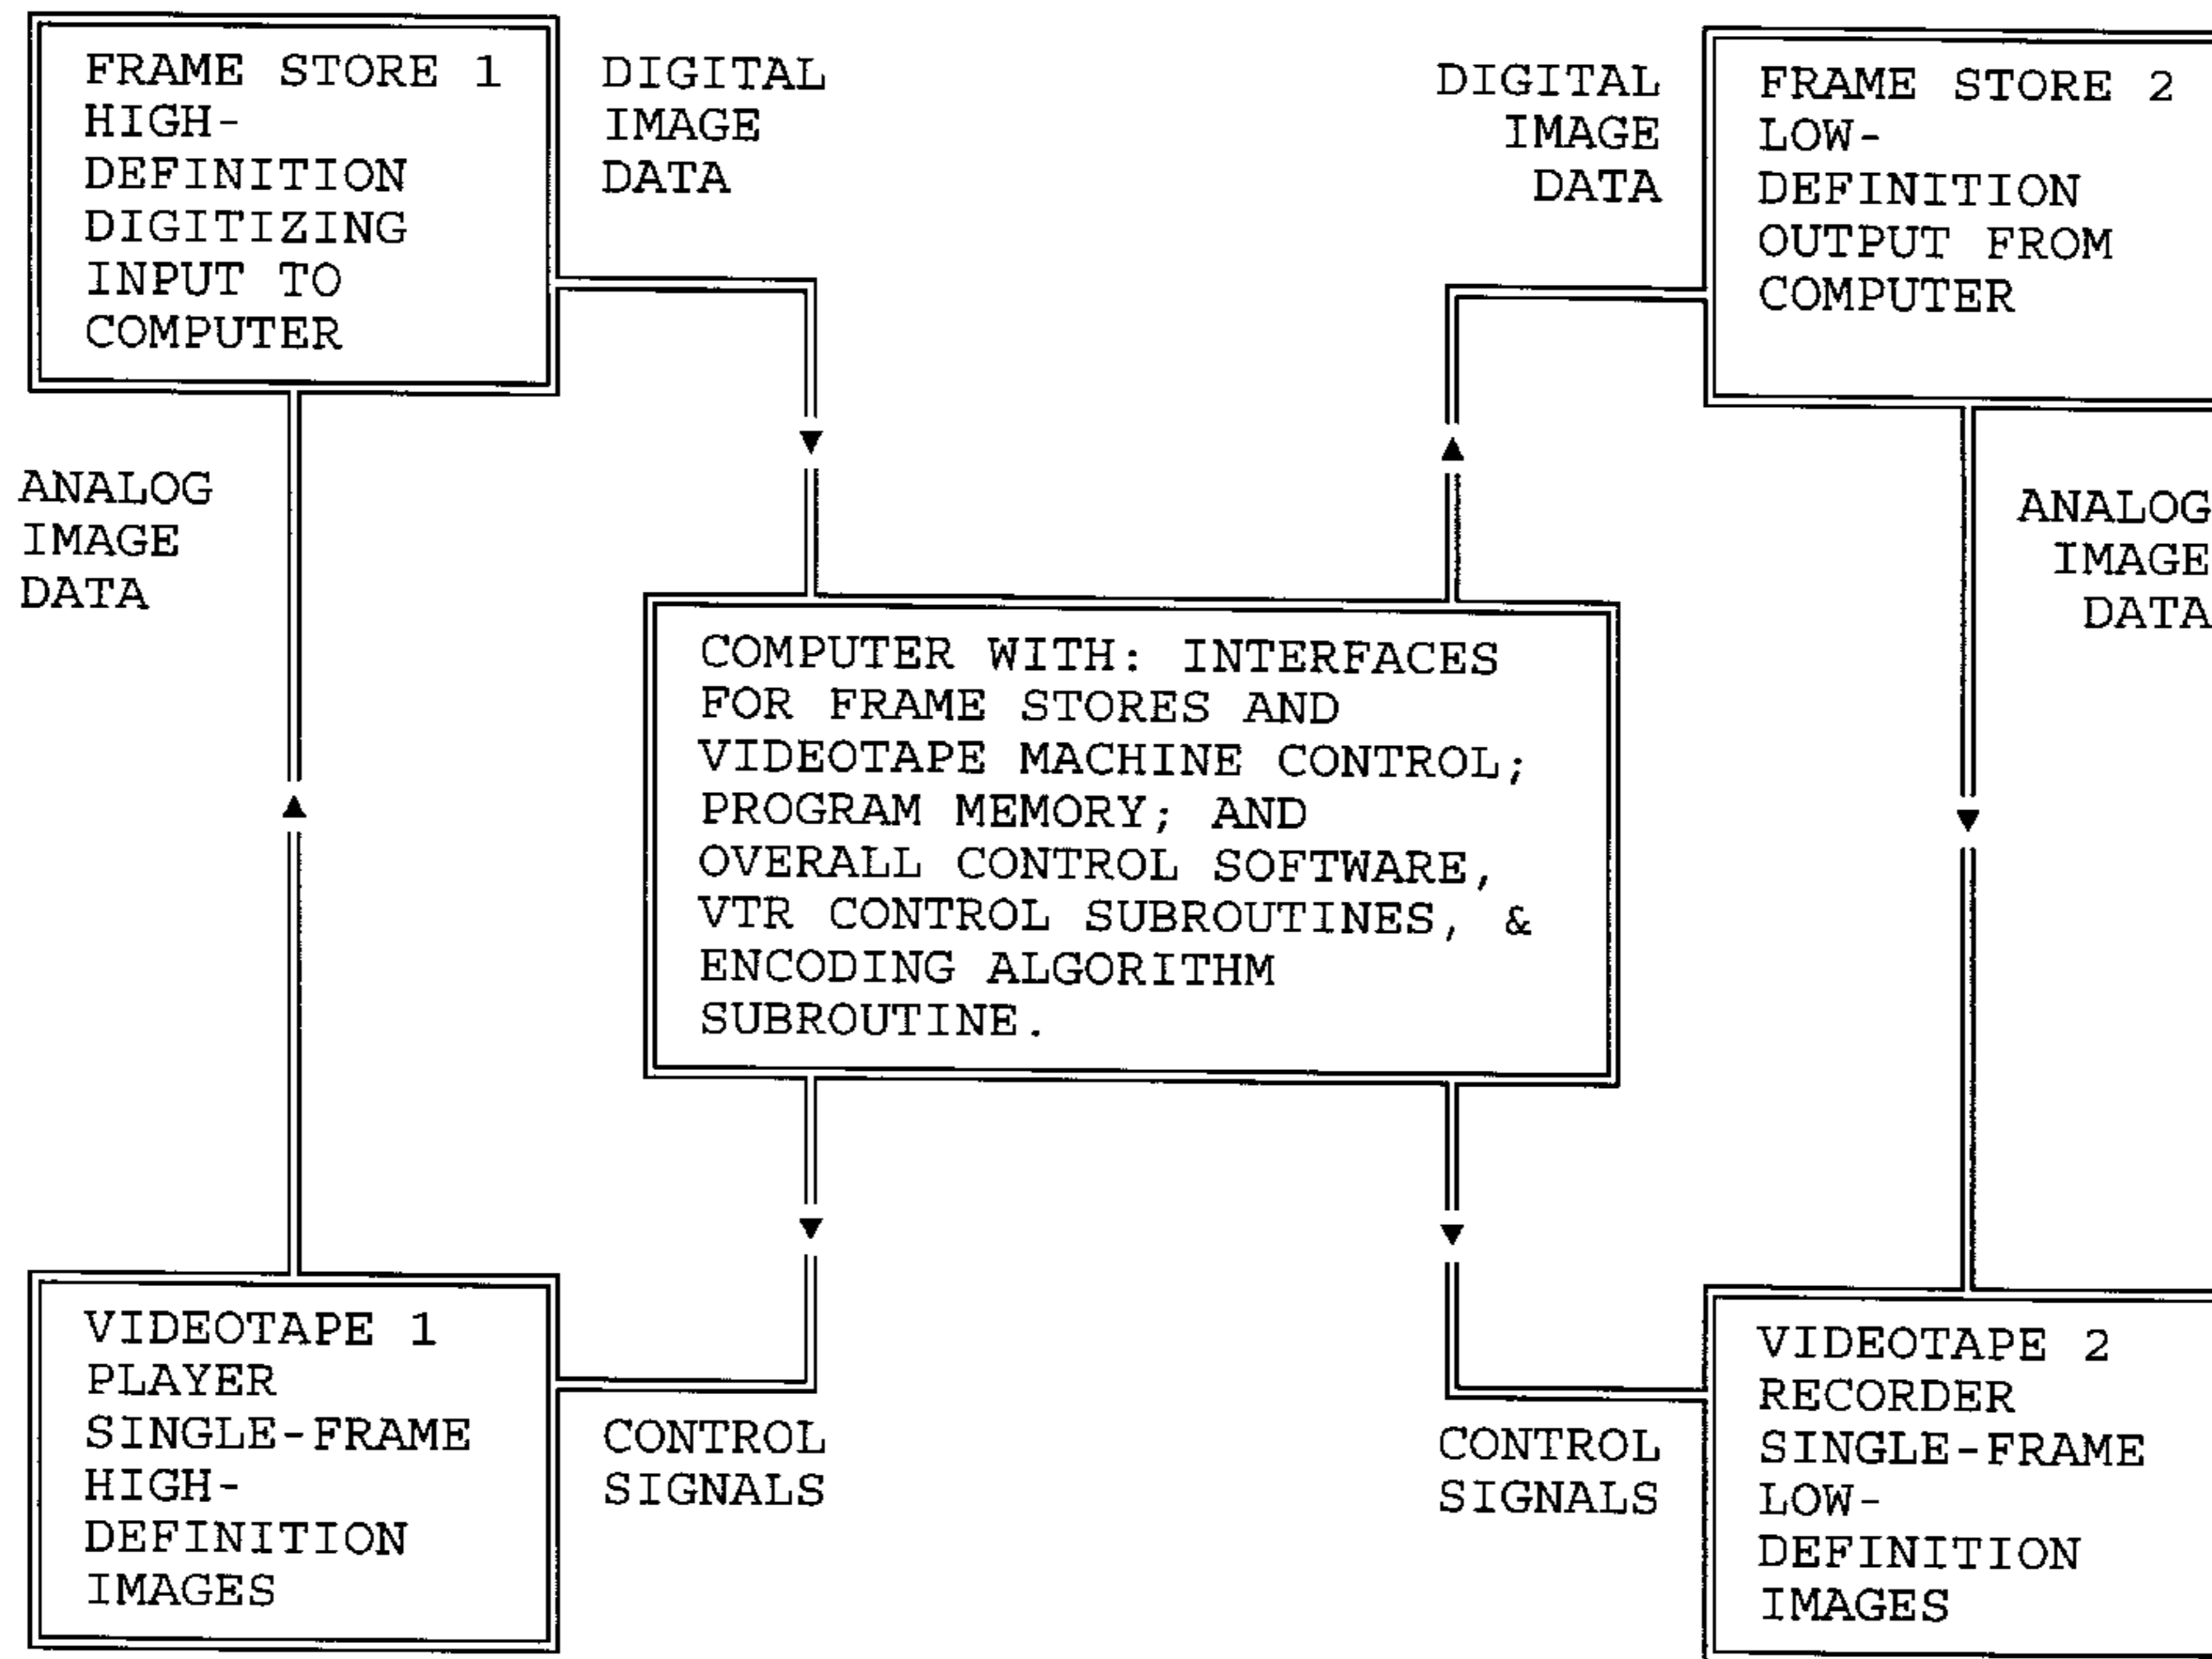 FRAME STORE 1
HIGH-
DEFINITION
DIGITIZING
INPUT TO
COMPUTER
DIGITAL
IMAGE
DATA
DIGITAL
IMAGE
DATA
FRAME STORE 2
LOW-
DEFINITION
OUTPUT FROM
COMPUTER
ANALOG
IMAGE
DATA
ANALOG
IMAGE
DATA
COMPUTER WITH: INTERFACES
FOR FRAME STORES AND
VIDEOTAPE MACHINE CONTROL;
PROGRAM MEMORY; AND
OVERALL CONTROL SOFTWARE,
VTR CONTROL SUBROUTINES, &
ENCODING ALGORITHM
SUBROUTINE.
VIDEOTAPE 1
PLAYER
SINGLE-FRAME
HIGH-
DEFINITION
IMAGES
CONTROL
SIGNALS
CONTROL
SIGNALS
VIDEOTAPE 2
RECORDER
SINGLE-FRAME
LOW-
DEFINITION
IMAGES